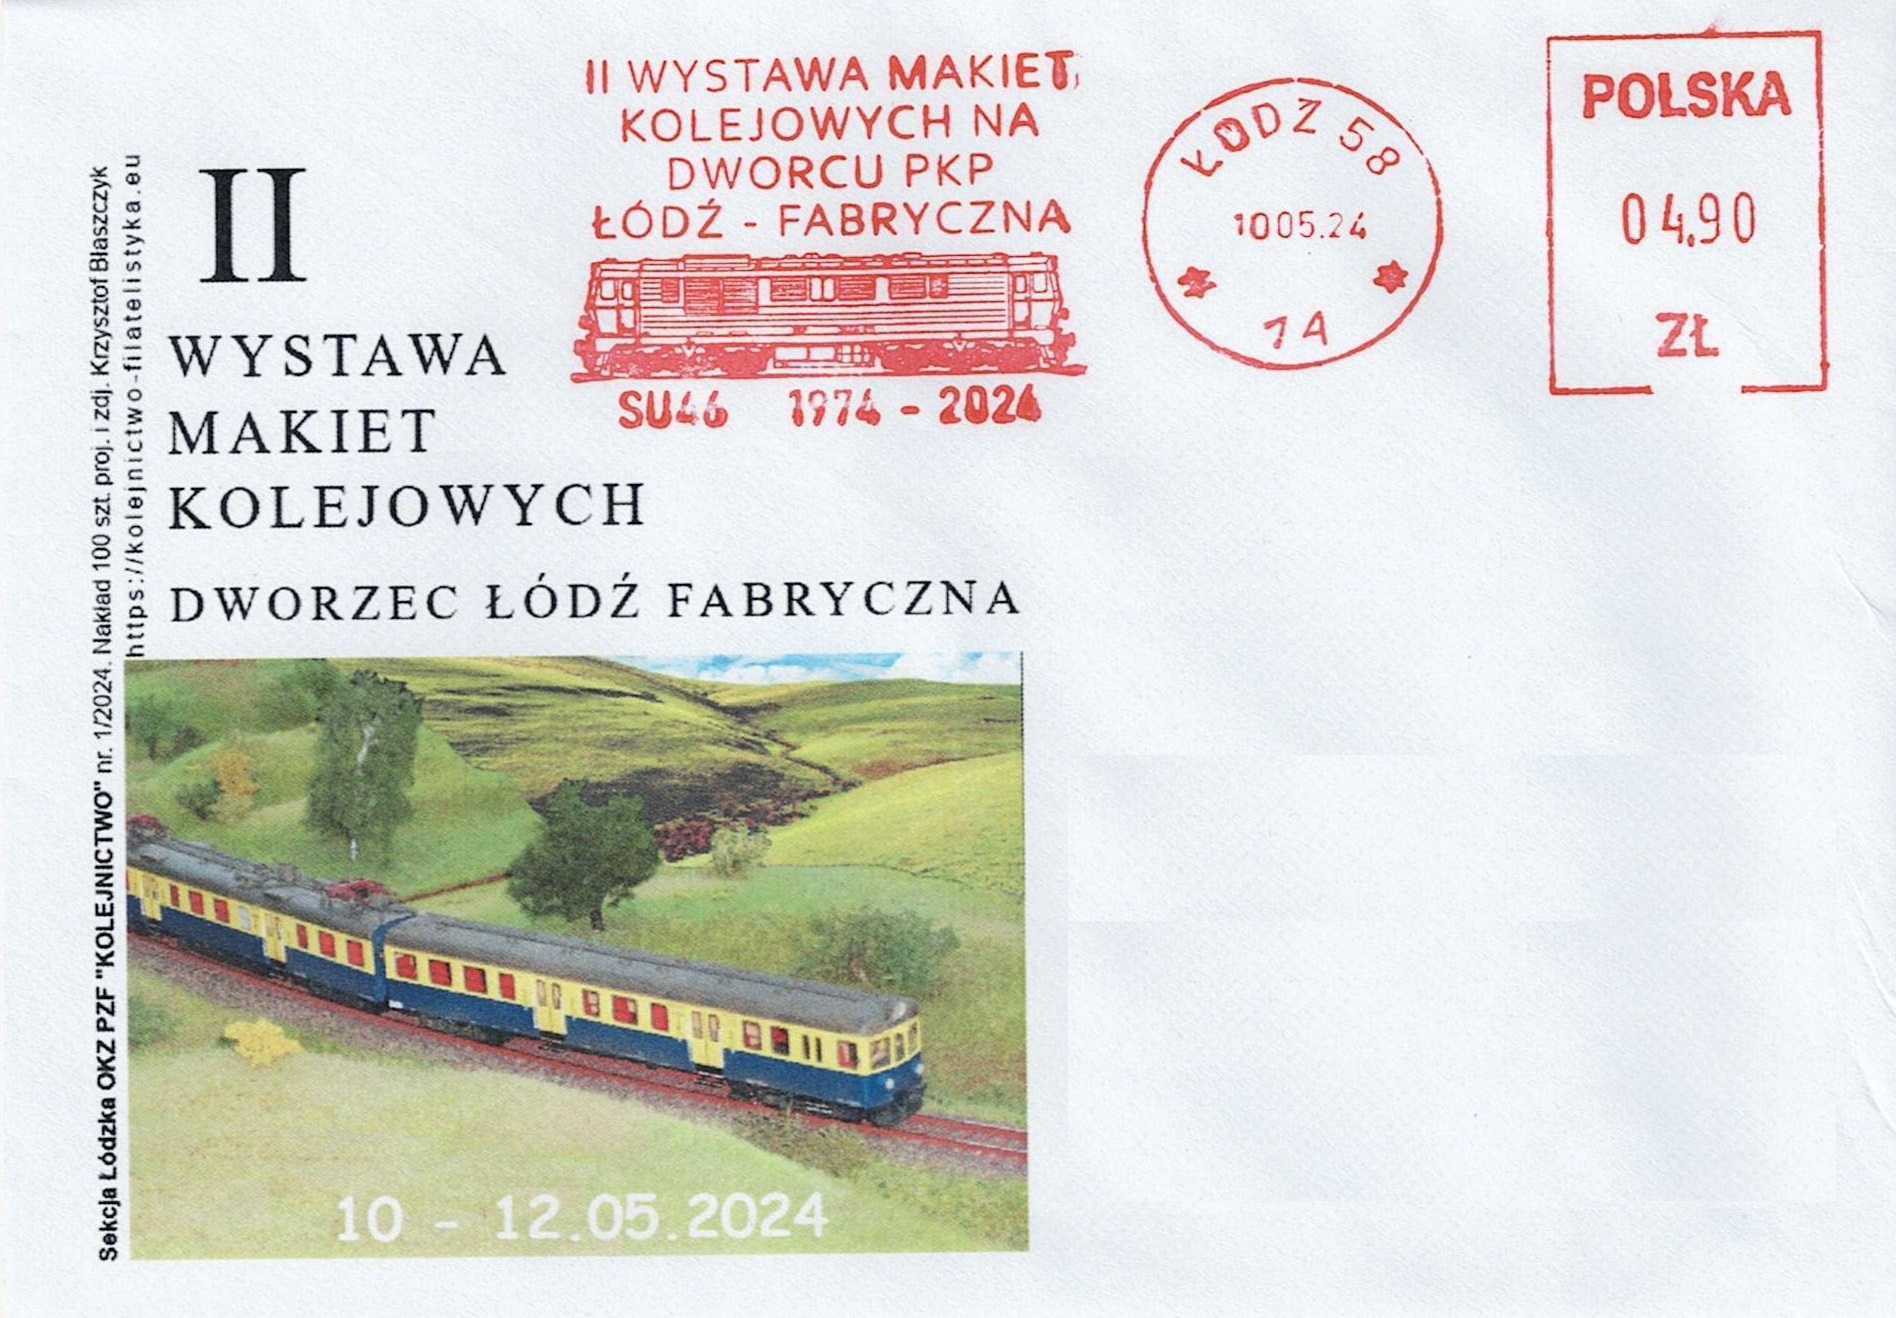 II WYSTAWA MAKIET
KOLEJOWYCH NA
DWORCU PKP
ŁÓDŹ - FABRYCZNA
SU46 1974 - 2024
ŁÓDŹ 58
10 05.24
1A
POLSKA
04.90
ZŁ
II
WYSTAWA
MAKIET
KOLEJOWYCH
DWORZEC ŁÓDŹ FABRYCZNA
10 - 12.05.2024
Sekcja Łódzka OKZ PZF "KOLEJNICTWO" nr. 1/2024. Nakład 100 szt. proj. i zdj. Krzysztof Błaszczyk
https://kolejnictwo-filatelistyka.eu